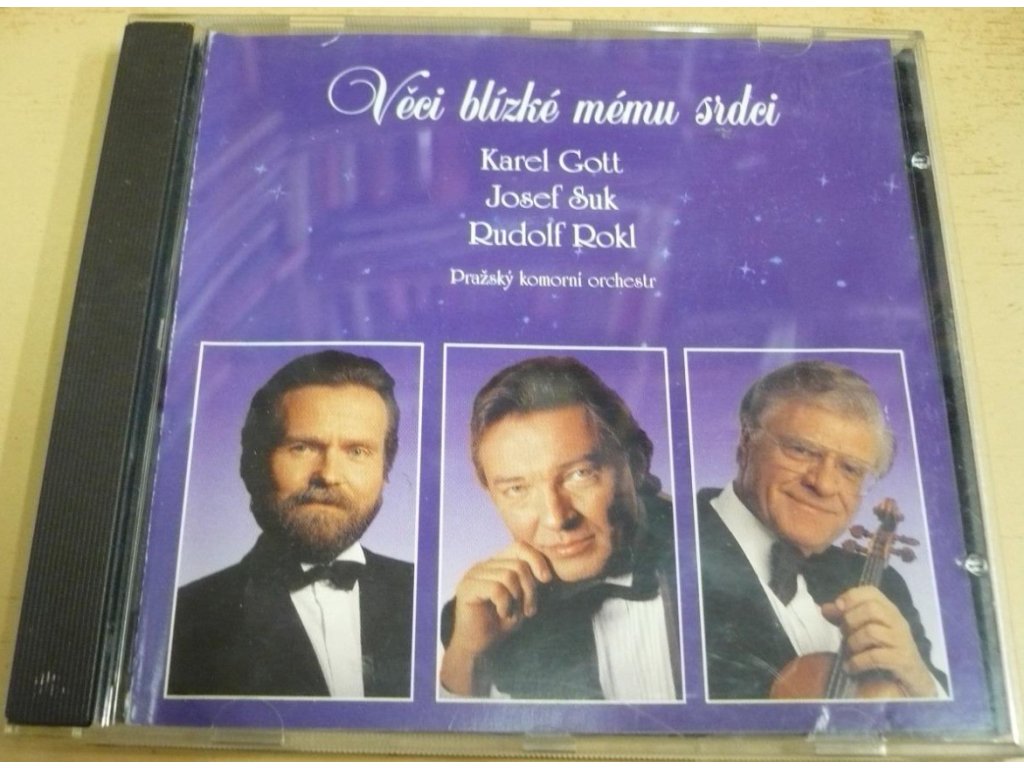 Věci blízké mému srdci
Karel Gott
Josef Suk
Rudolf Rokl
Pražský komorní orchestr